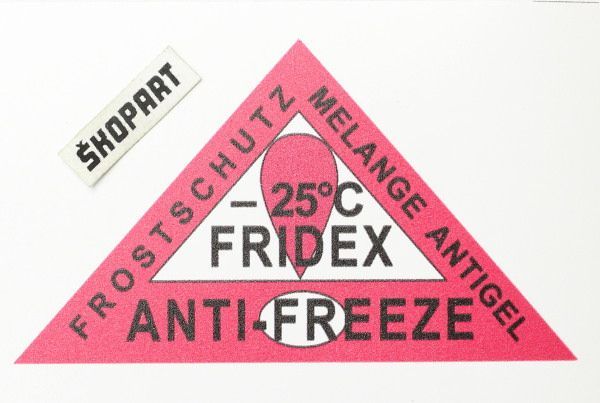 ŠKOPART
FROSTSCHUTZ
MELANGE ANTIGEL
– 25°C
FRIDEX
ANTI-FREEZE